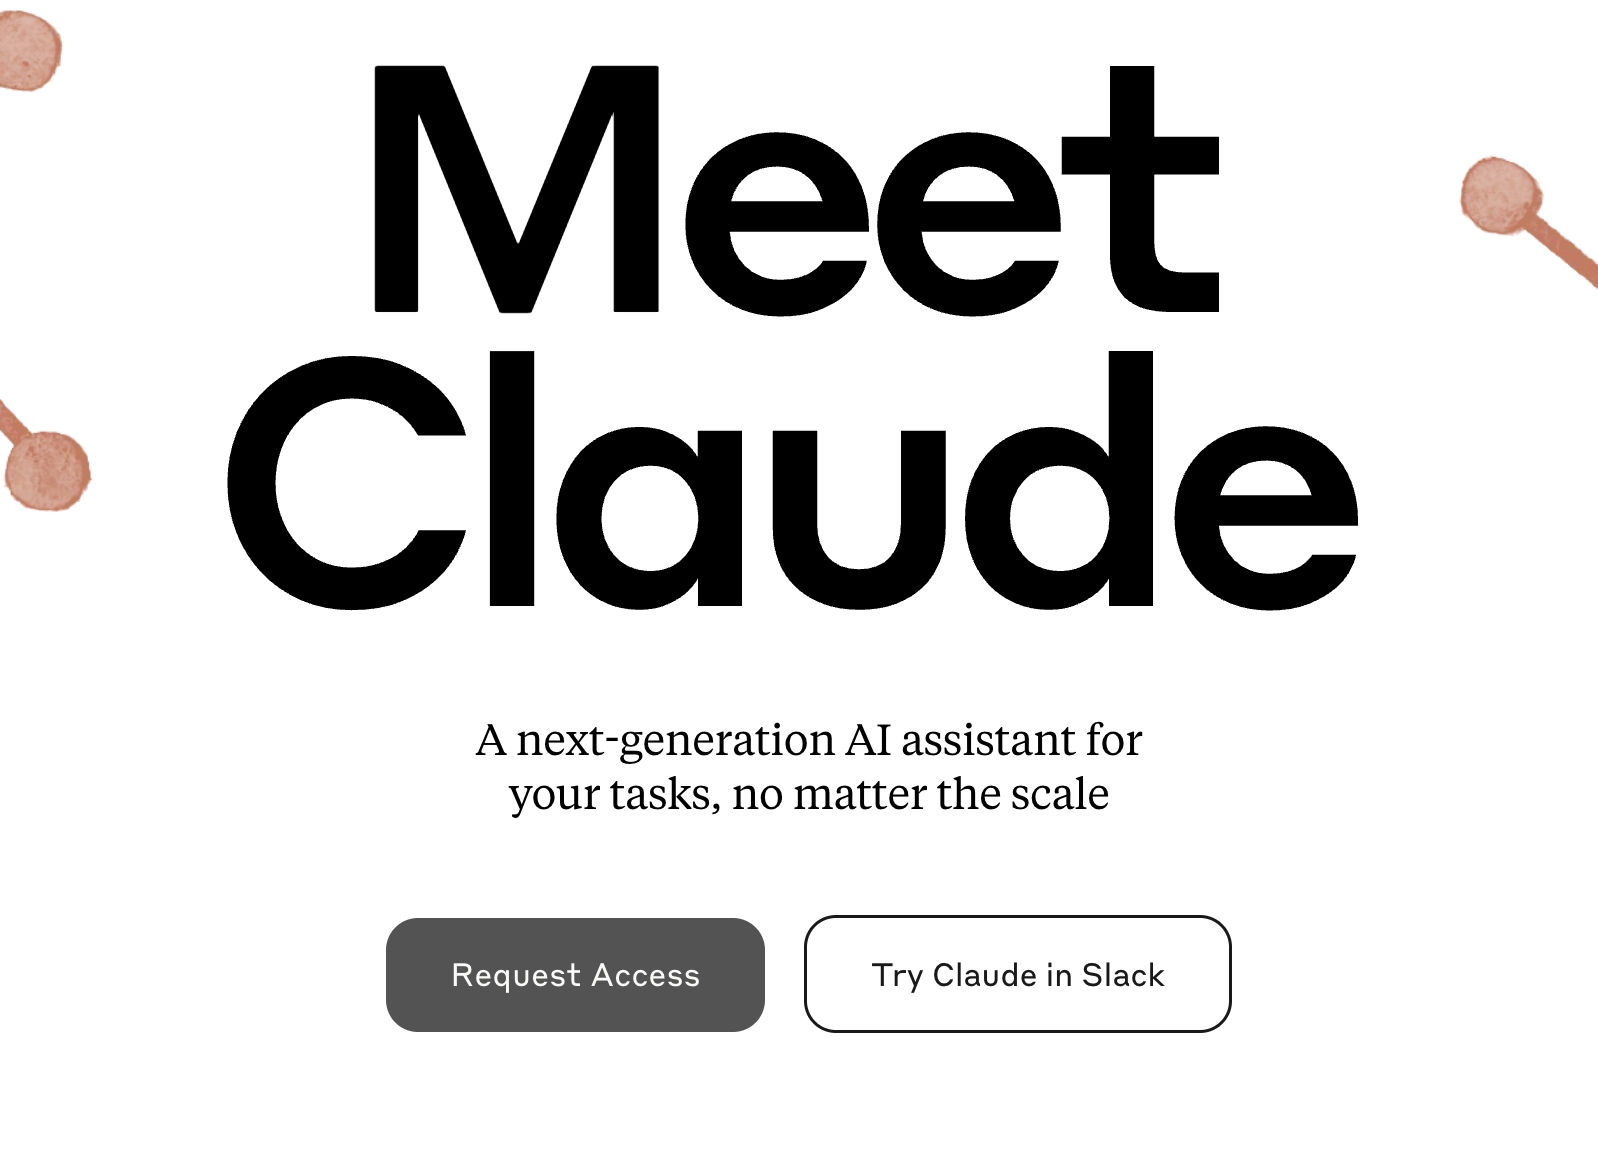 Meet
Claude
A next-generation AI assistant for
your tasks, no matter the scale
Request Access
Try Claude in Slack